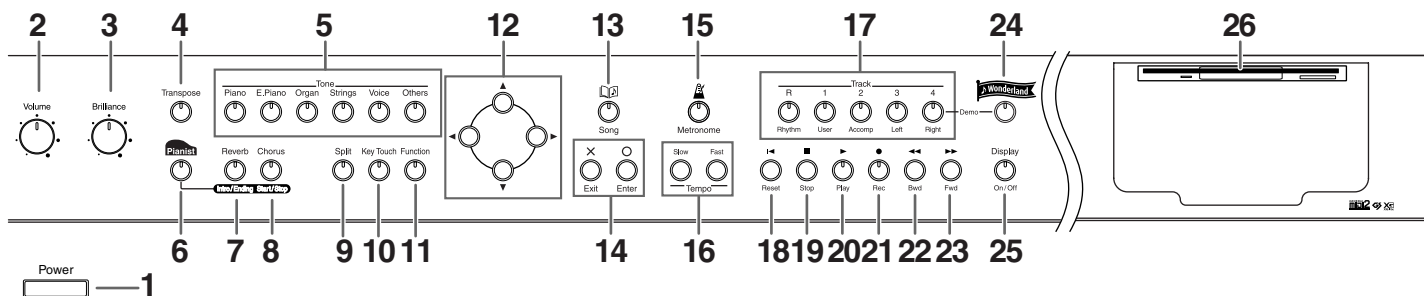 2 3 4 5 12 13 15 17 24 26
Tone
Track
Volume Brilliance Transpose Piano E.Piano Organ Strings Voice Others R 1 2 3 4 Wonderland
Song Metronome Rhythm User Accomp Left Right Demo
Pianist Reverb Chorus Split Key Touch Function Slow Fast Display
Intro/Ending Start/Stop Exit Enter Tempo Reset Stop Play Rec Bwd Fwd On/Off
6 7 8 9 10 11 14 16 18 19 20 21 22 23 25
Power
1